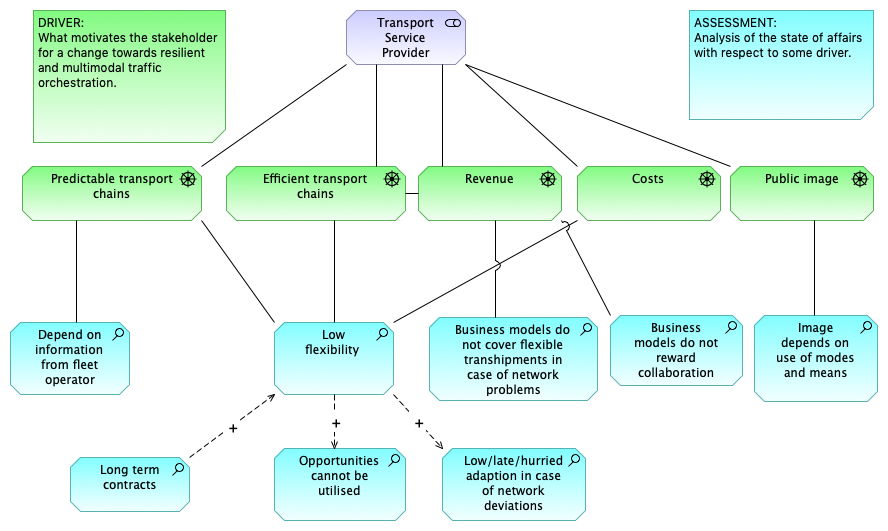 DRIVER:
What motivates the stakeholder
for a change towards resilient
and multimodal traffic
orchestration.
Transport
Service
Provider
ASSESSMENT:
Analysis of the state of affairs
with respect to some driver.
Predictable transport
chains
Efficient transport
chains
Revenue
Costs
Public image
Depend on
information
from fleet
operator
Low
flexibility
Business models do
not cover flexible
transhipments in
case of network
problems
Business
models do not
reward
collaboration
Image
depends on
use of modes
and means
+
+
+
Long term
contracts
Opportunities
cannot be
utilised
Low/late/hurried
adaption in case
of network
deviations